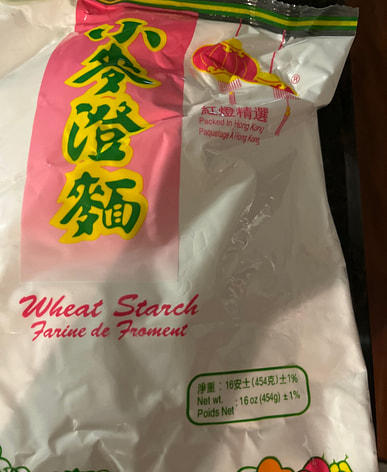 小麥澄麵
®
紅燈精選
Packed In Hong Kong
Paquetage À Hong Kong
Wheat Starch
Farine de Froment
淨重：16安士(454克)±1%
Net wt. : 16 oz (454g) ±1%
Poids Net